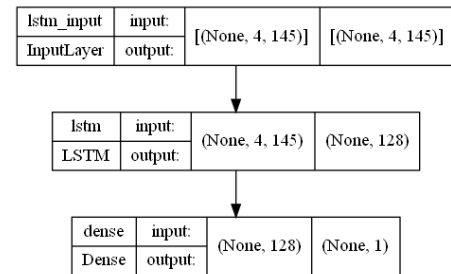 lstm_input input: [(None, 4, 145)] [(None, 4, 145)]
InputLayer output:
lstm input: (None, 4, 145) (None, 128)
LSTM output:
dense input: (None, 128) (None, 1)
Dense output: